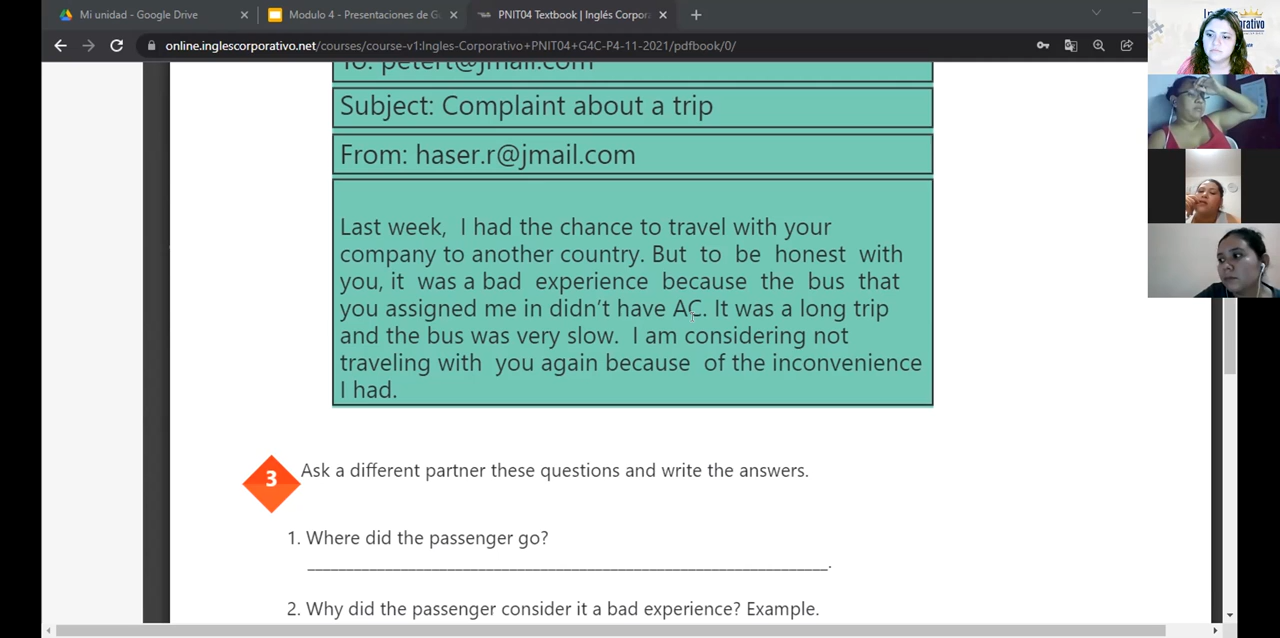 Mi unidad - Google Drive
Modulo 4 - Presentaciones de G
PNIT04 Textbook | Inglés Corpora
online.inglescorporativo.net/courses/course-v1:Ingles-Corporativo+PNIT04+G4C-P4-11-2021/pdfbook/0/
To: petert@jmail.com
Subject: Complaint about a trip
From: haser.r@jmail.com
Last week, I had the chance to travel with your
company to another country. But to be honest with
you, it was a bad experience because the bus that
you assigned me in didn't have AC. It was a long trip
and the bus was very slow. I am considering not
traveling with you again because of the inconvenience
I had.
3
Ask a different partner these questions and write the answers.
1. Where did the passenger go?
2. Why did the passenger consider it a bad experience? Example.